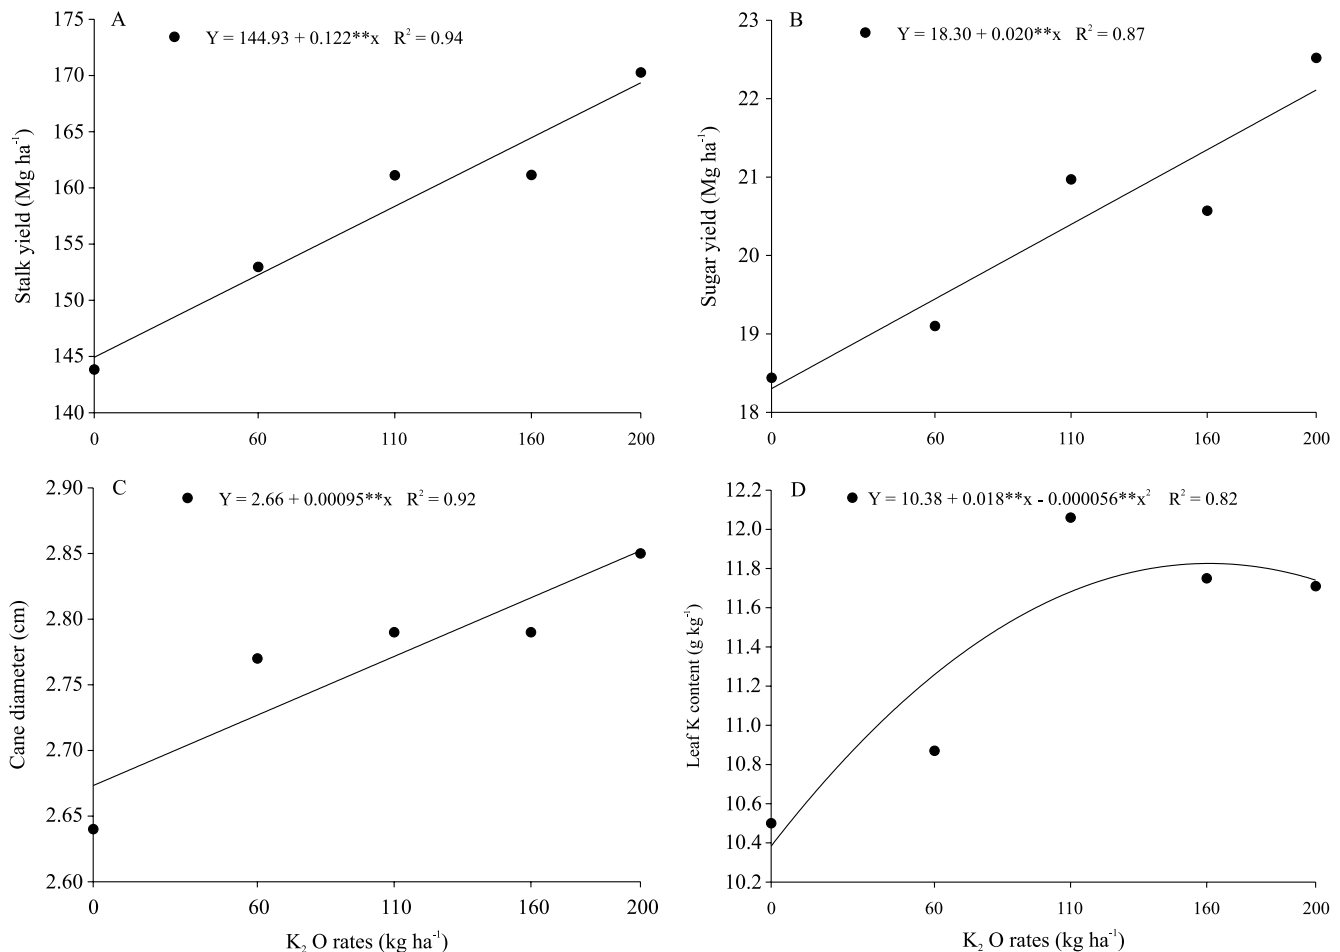 A
Y = 144.93 + 0.122**x R² = 0.94
175
170
165
160
155
150
145
140
Stalk yield (Mg ha⁻¹)
0 60 110 160 200
B
Y = 18.30 + 0.020**x R² = 0.87
23
22
21
20
19
18
Sugar yield (Mg ha⁻¹)
0 60 110 160 200
C
Y = 2.66 + 0.00095**x R² = 0.92
2.90
2.85
2.80
2.75
2.70
2.65
2.60
Cane diameter (cm)
0 60 110 160 200
K₂ O rates (kg ha⁻¹)
D
Y = 10.38 + 0.018**x - 0.000056**x² R² = 0.82
12.2
12.0
11.8
11.6
11.4
11.2
11.0
10.8
10.6
10.4
10.2
Leaf K content (g kg⁻¹)
0 60 110 160 200
K₂ O rates (kg ha⁻¹)